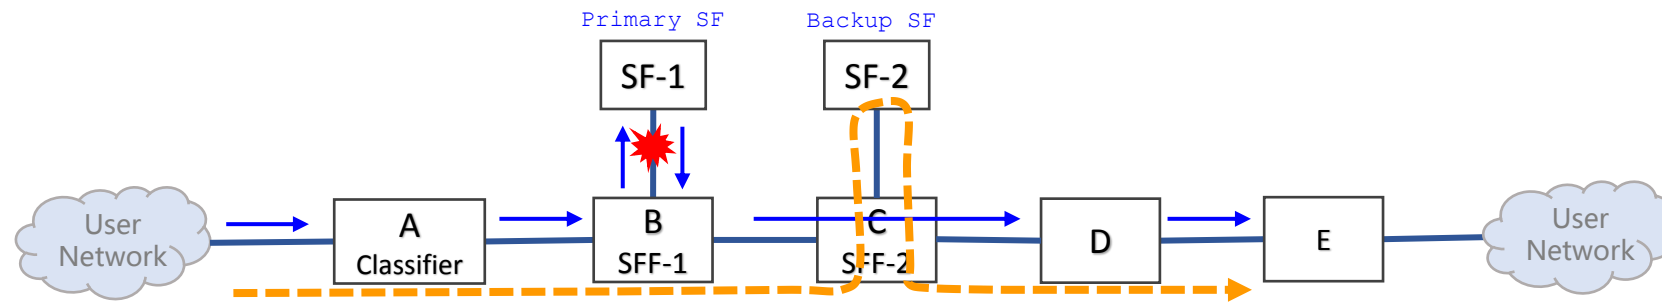 Primary SF
Backup SF
SF-1
SF-2
User
Network
A
Classifier
B
SFF-1
C
SFF-2
D
E
User
Network